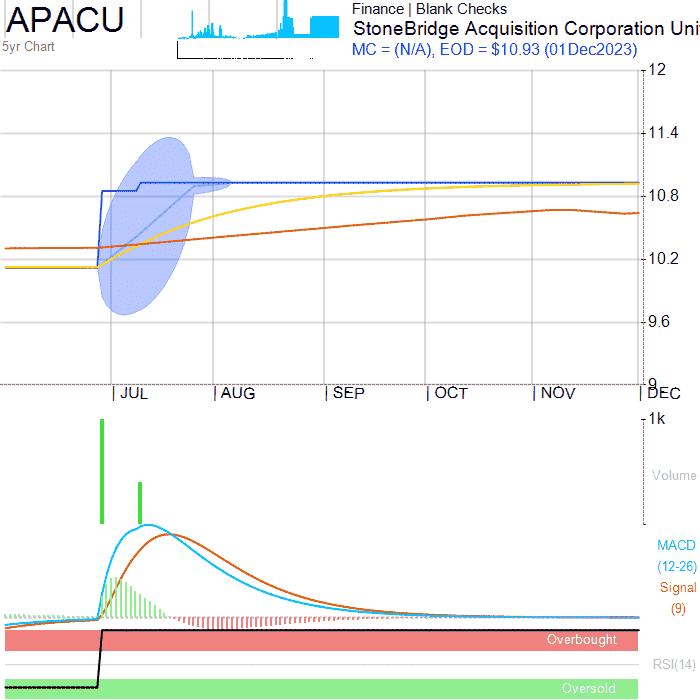 APACU
5yr Chart
Finance | Blank Checks
StoneBridge Acquisition Corporation Uni
MC = (N/A), EOD = $10.93 (01Dec2023)
12
11.4
10.8
10.2
9.6
9
JUL AUG SEP OCT NOV DEC
1k
Volume
MACD
(12-26)
Signal
(9)
Overbought
RSI(14)
Oversold